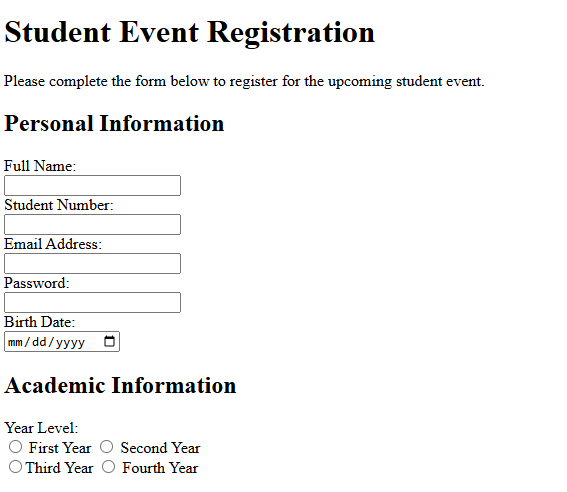 Student Event Registration
Please complete the form below to register for the upcoming student event.
Personal Information
Full Name:
Student Number:
Email Address:
Password:
Birth Date:
mm/dd/yyyy
Academic Information
Year Level:
First Year Second Year
Third Year Fourth Year